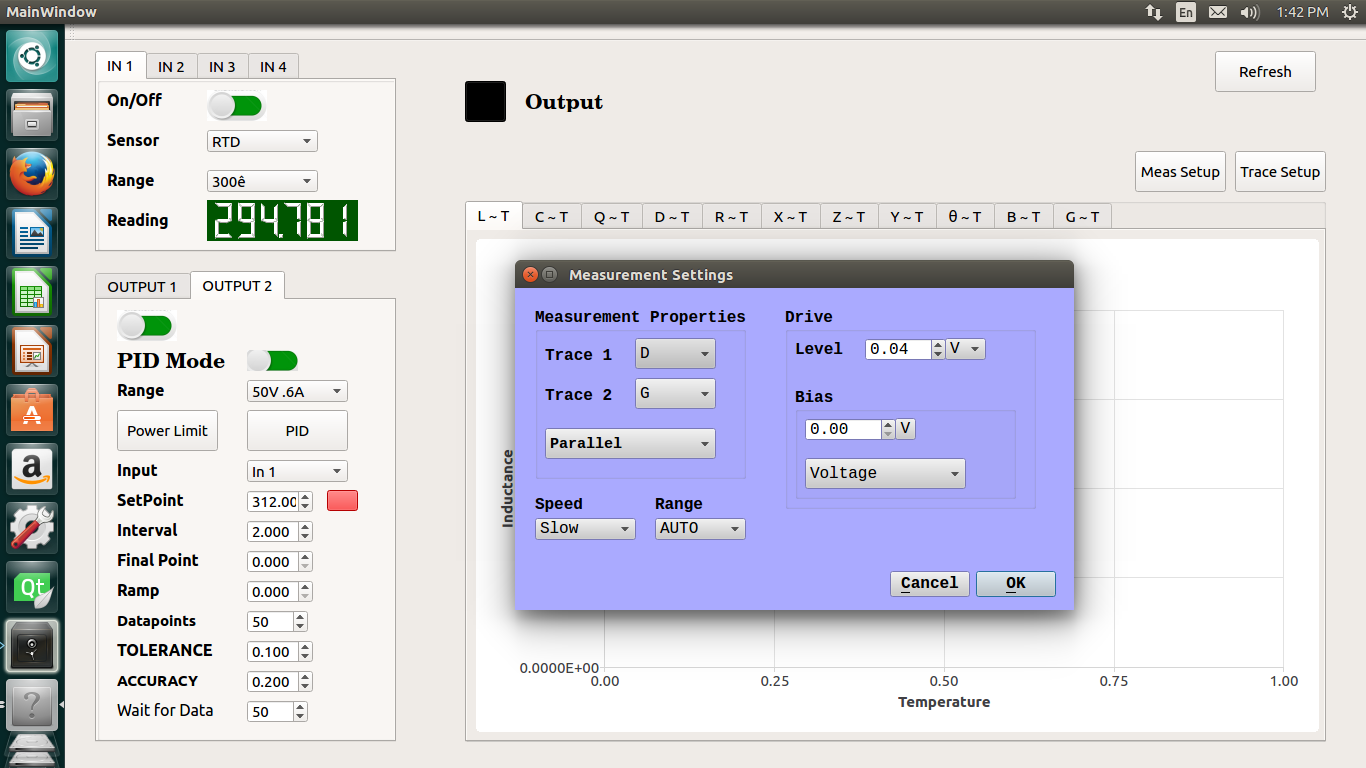 MainWindow
En
1:42 PM
IN 1 IN 2 IN 3 IN 4
On/Off
Sensor RTD
Range 300ê
Reading 294.781
OUTPUT 1 OUTPUT 2
PID Mode
Range 50V .6A
Power Limit PID
Input In 1
SetPoint 312.00
Interval 2.000
Final Point 0.000
Ramp 0.000
Datapoints 50
TOLERANCE 0.100
ACCURACY 0.200
Wait for Data 50
Output
Refresh
Meas Setup Trace Setup
L ~ T C ~ T Q ~ T D ~ T R ~ T X ~ T Z ~ T Y ~ T θ ~ T B ~ T G ~ T
Measurement Settings
Measurement Properties
Trace 1 D
Trace 2 G
Parallel
Speed Range
Slow AUTO
Drive
Level 0.04 V
Bias
0.00 V
Voltage
Cancel OK
Inductance
0.0000E+00
0.00 0.25 0.50 0.75 1.00
Temperature
Qt
a
?